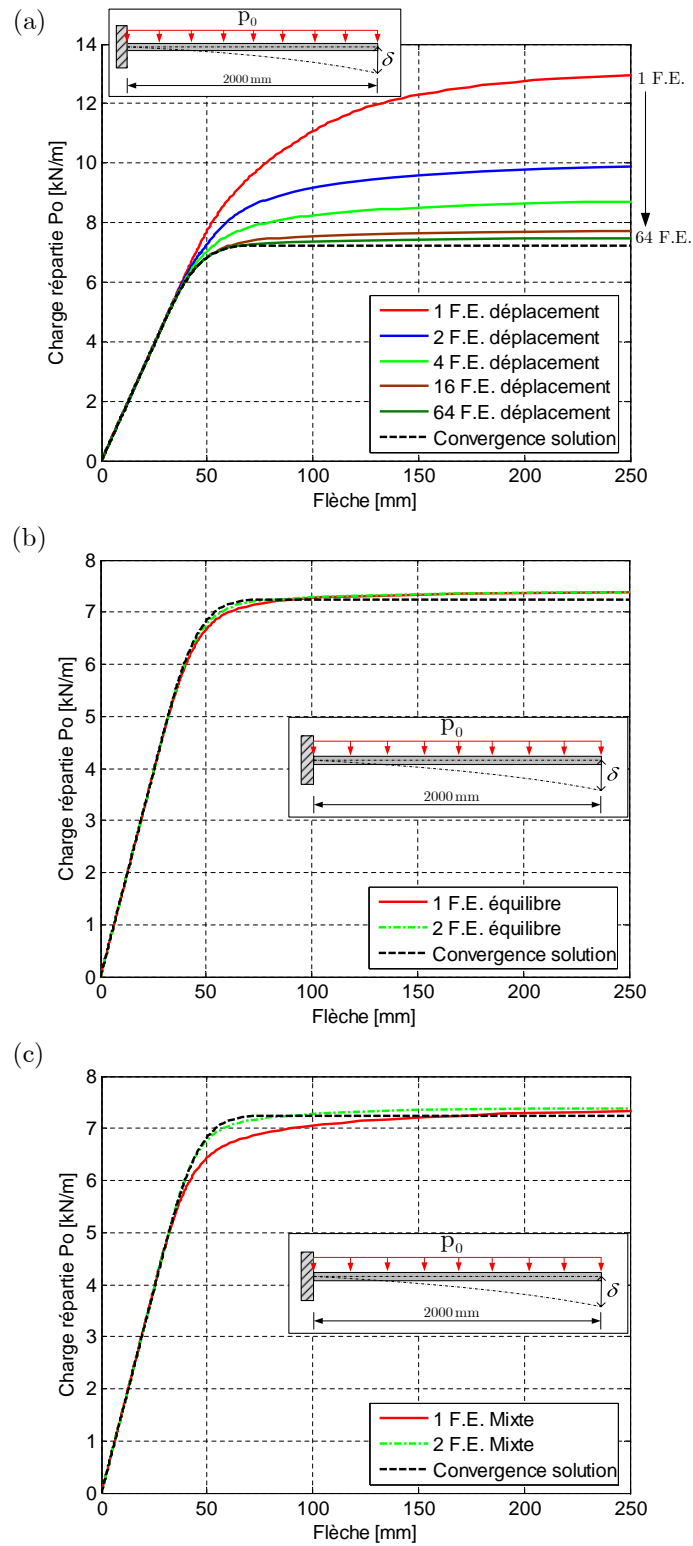 (a)
p0
δ
2000 mm
Charge répartie Po [kN/m]
14
12
10
8
6
4
2
0
1 F.E.
64 F.E.
1 F.E. déplacement
2 F.E. déplacement
4 F.E. déplacement
16 F.E. déplacement
64 F.E. déplacement
Convergence solution
0 50 100 150 200 250
Flèche [mm]
(b)
Charge répartie Po [kN/m]
8
7
6
5
4
3
2
1
0
p0
δ
2000 mm
1 F.E. équilibre
2 F.E. équilibre
Convergence solution
0 50 100 150 200 250
Flèche [mm]
(c)
Charge répartie Po [kN/m]
8
7
6
5
4
3
2
1
0
p0
δ
2000 mm
1 F.E. Mixte
2 F.E. Mixte
Convergence solution
0 50 100 150 200 250
Flèche [mm]